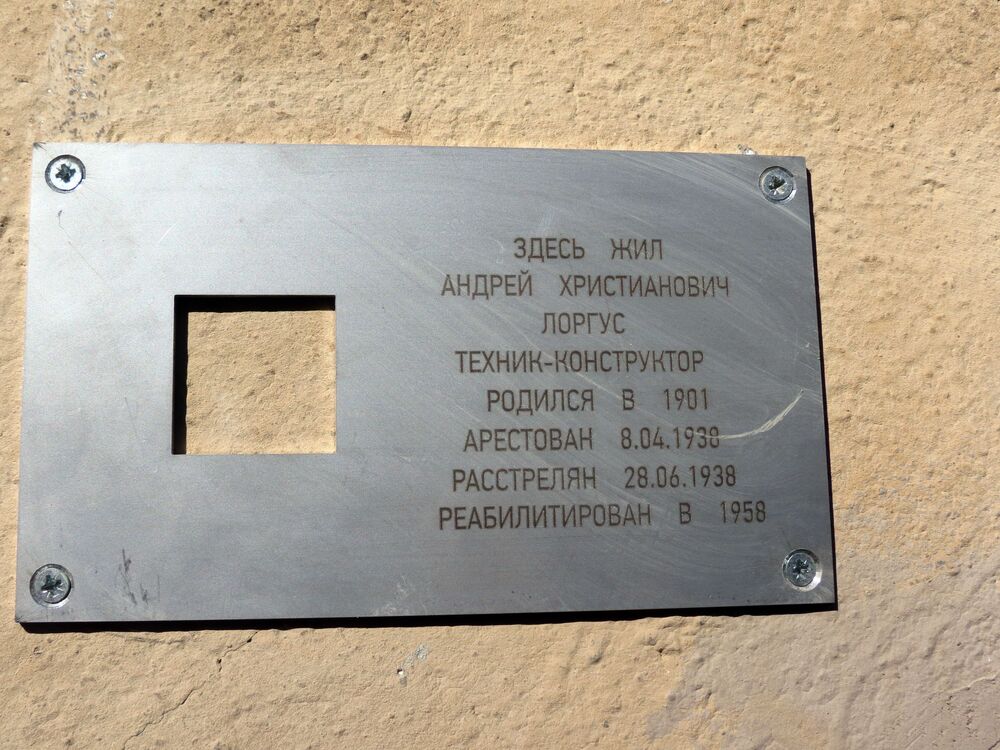 ЗДЕСЬ ЖИЛ
АНДРЕЙ ХРИСТИАНОВИЧ
ЛОРГУС
ТЕХНИК-КОНСТРУКТОР
РОДИЛСЯ В 1901
АРЕСТОВАН 8.04.1938
РАССТРЕЛЯН 28.06.1938
РЕАБИЛИТИРОВАН В 1958